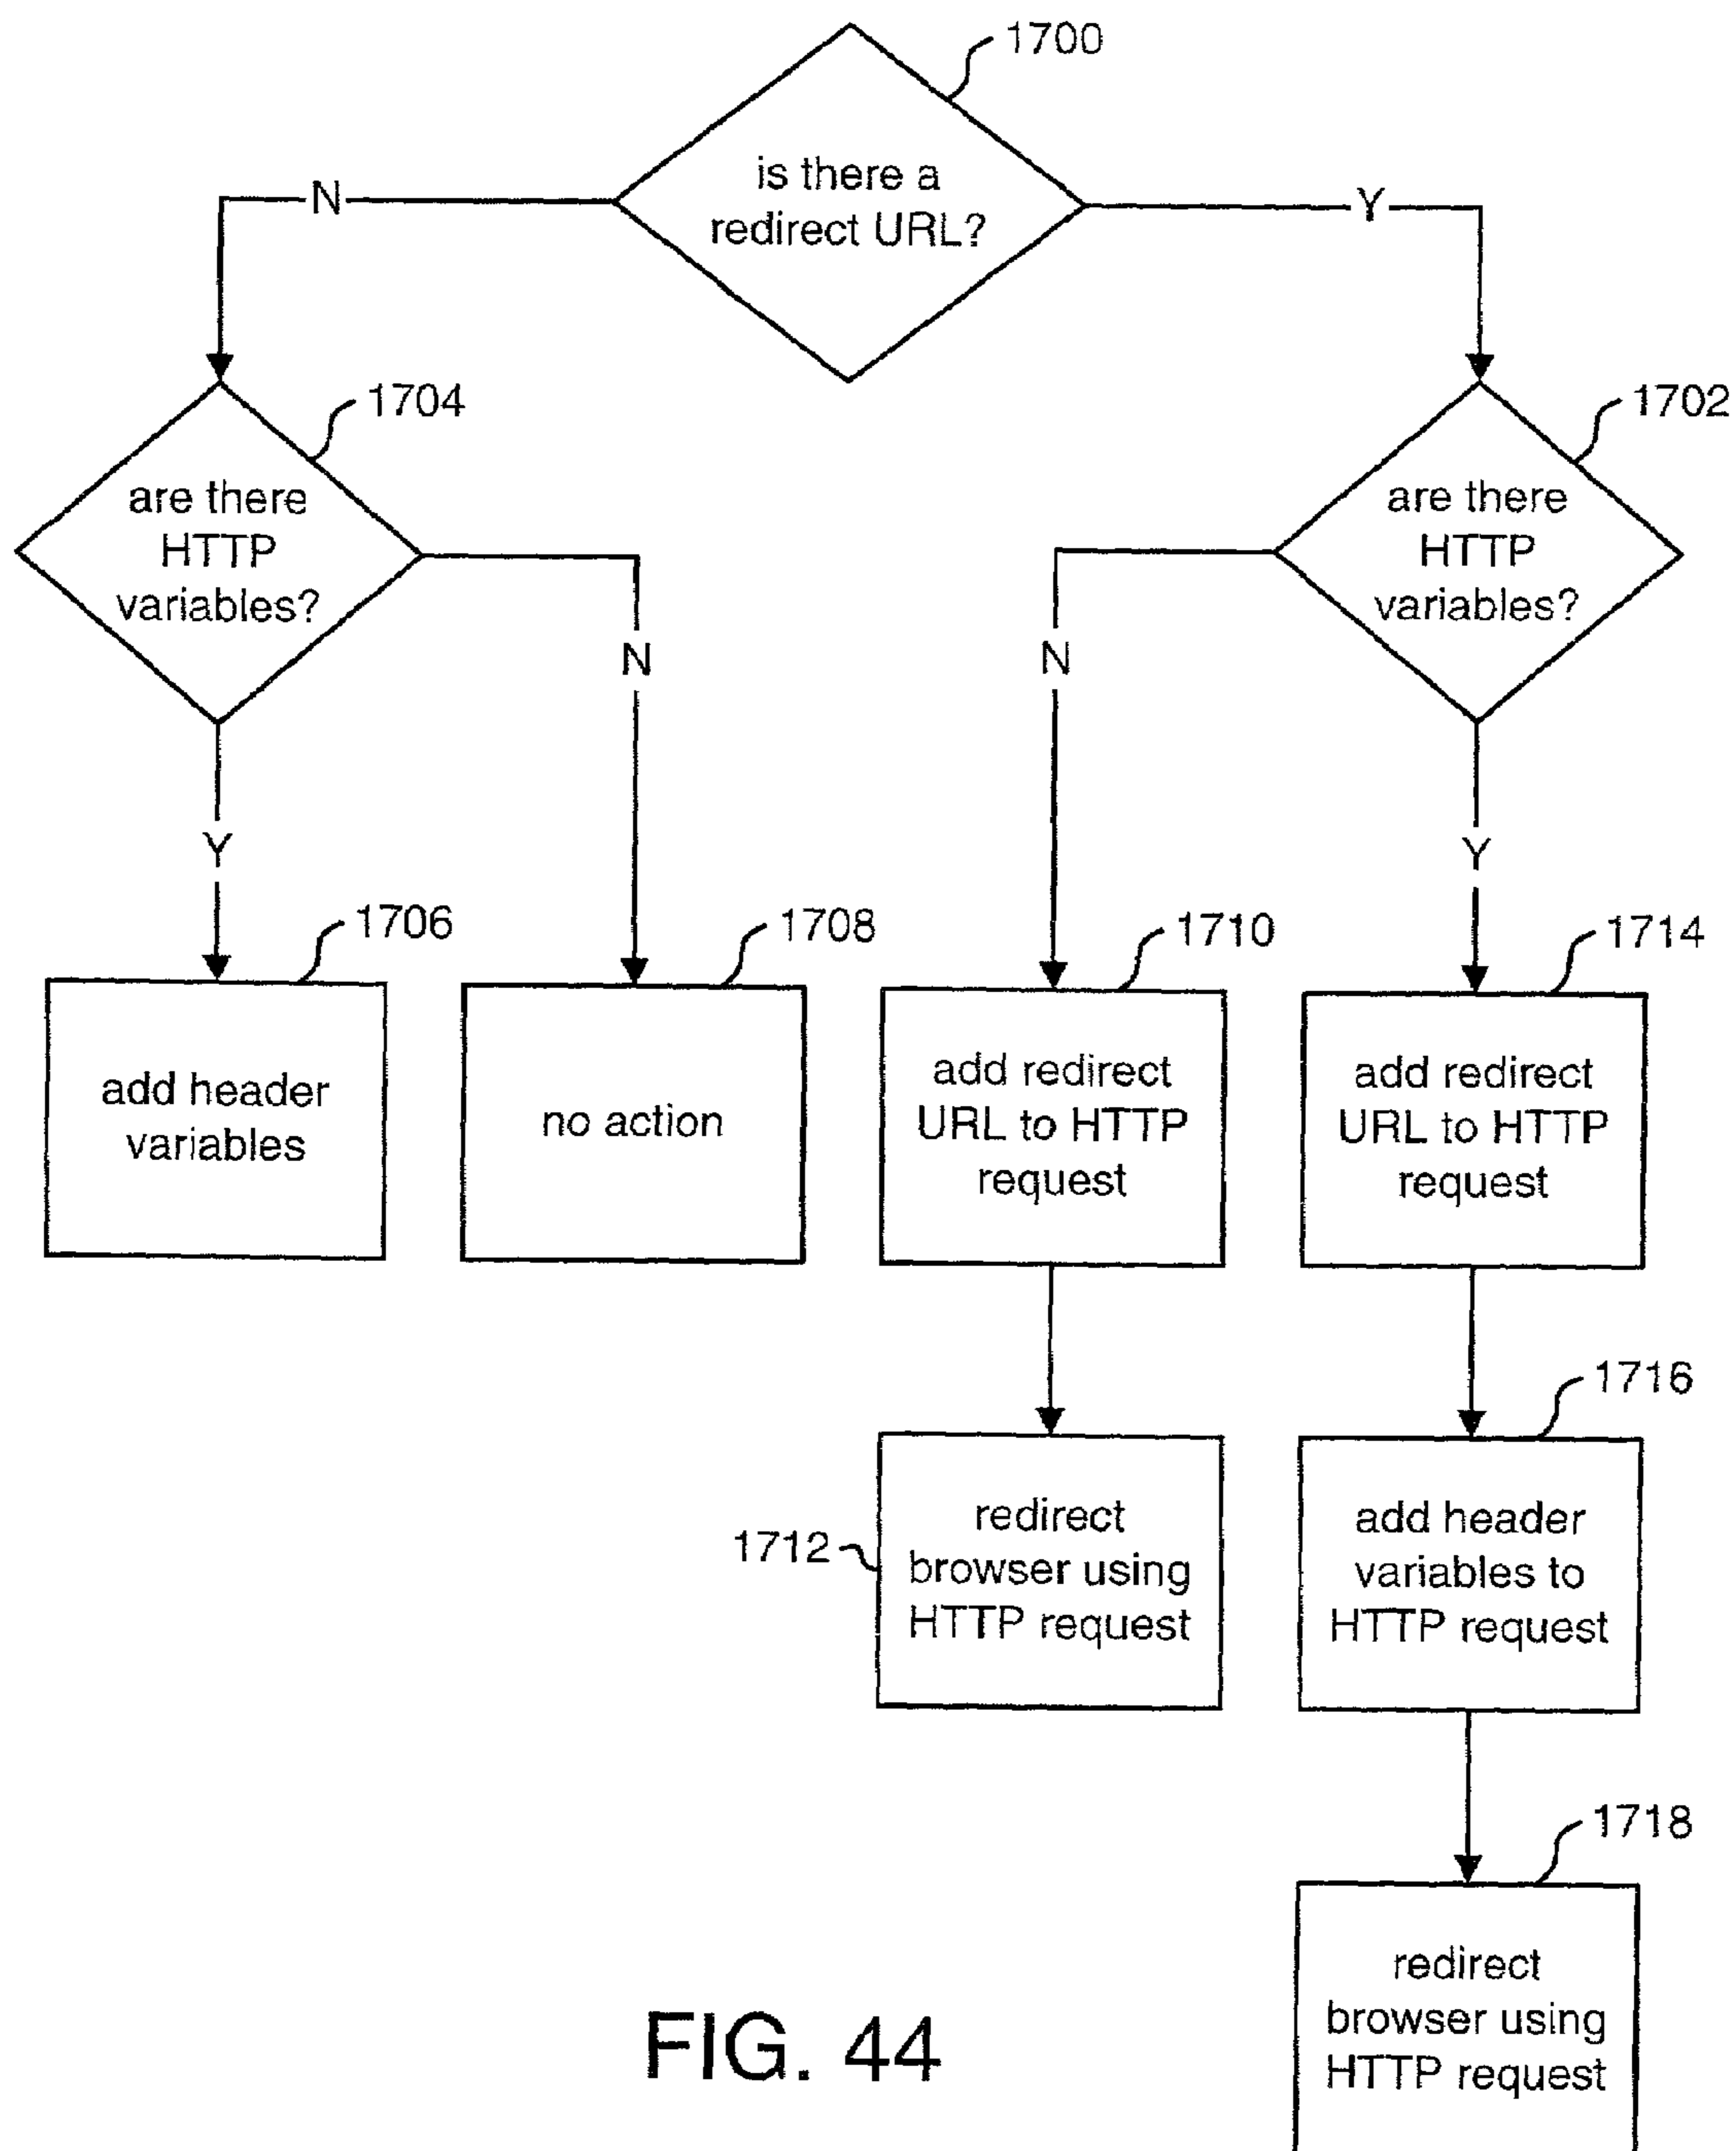 1700
is there a
redirect URL?
N
Y
1704
are there
HTTP
variables?
1702
are there
HTTP
variables?
N
N
Y
Y
1706
add header
variables
1708
no action
1710
add redirect
URL to HTTP
request
1714
add redirect
URL to HTTP
request
1712
redirect
browser using
HTTP request
1716
add header
variables to
HTTP request
1718
redirect
browser using
HTTP request
FIG. 44